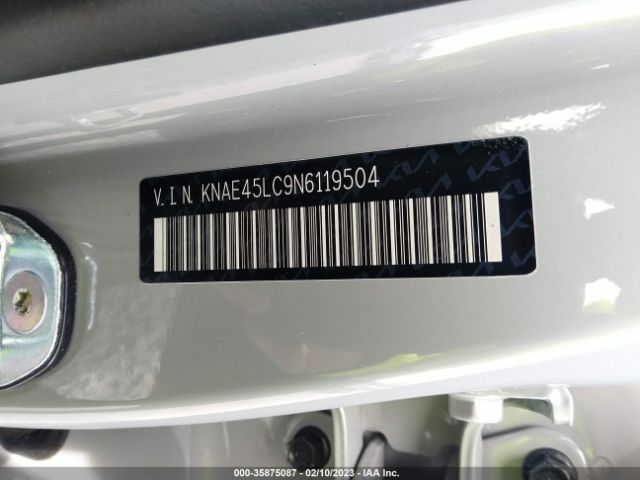 V.I.N. KNAE45LC9N6119504
000-35875087 - 02/10/2023 - IAA Inc.